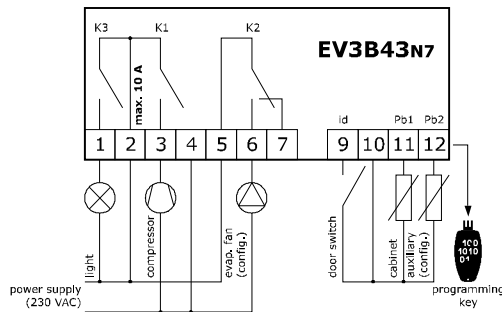 K3
K1
K2
EV3B43N7
max. 10 A
id
Pb1
Pb2
1
2
3
4
5
6
7
9
10
11
12
light
compressor
evap. fan
(config.)
door switch
cabinet
auxiliary
(config.)
100
1010
01
power supply
(230 VAC)
programming
key